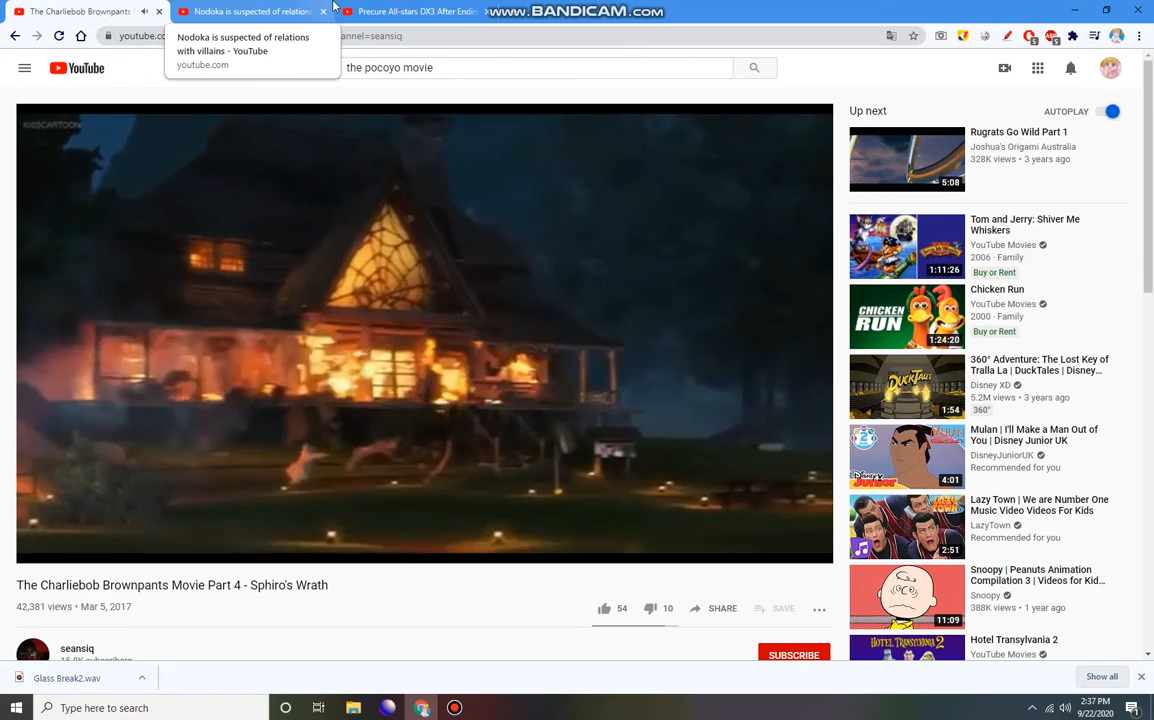 The Charliebob Brownpants
Nodoka is suspected of relations
Precure All-stars DX3 After Endin
www.BANDICAM.com
youtube.co
annel=seansiq
Nodoka is suspected of relations
with villains - YouTube
youtube.com
YouTube
the pocoyo movie
KISSCARTOON
Up next
AUTOPLAY
Rugrats Go Wild Part 1
Joshua's Origami Australia
328K views • 3 years ago
5:08
Tom and Jerry: Shiver Me
Whiskers
YouTube Movies
2006 · Family
Buy or Rent
1:11:26
Chicken Run
YouTube Movies
2000 · Family
Buy or Rent
CHICKEN
RUN
1:24:20
360° Adventure: The Lost Key of
Tralla La | DuckTales | Disney...
Disney XD
5.2M views • 3 years ago
360°
DUCKTALES
1:54
Mulan | I'll Make a Man Out of
You | Disney Junior UK
DisneyJuniorUK
Recommended for you
4:01
Lazy Town | We are Number One
Music Video Videos For Kids
LazyTown
Recommended for you
2:51
Snoopy | Peanuts Animation
Compilation 3 | Videos for Kid...
Snoopy
388K views • 1 year ago
11:09
Hotel Transylvania 2
YouTube Movies
HOTEL TRANSYLVANIA 2
The Charliebob Brownpants Movie Part 4 - Sphiro's Wrath
42,381 views • Mar 5, 2017
54
10
SHARE
SAVE
seansiq
15.8K subscribers
SUBSCRIBE
Glass Break2.wav
Show all
Type here to search
2:37 PM
9/22/2020